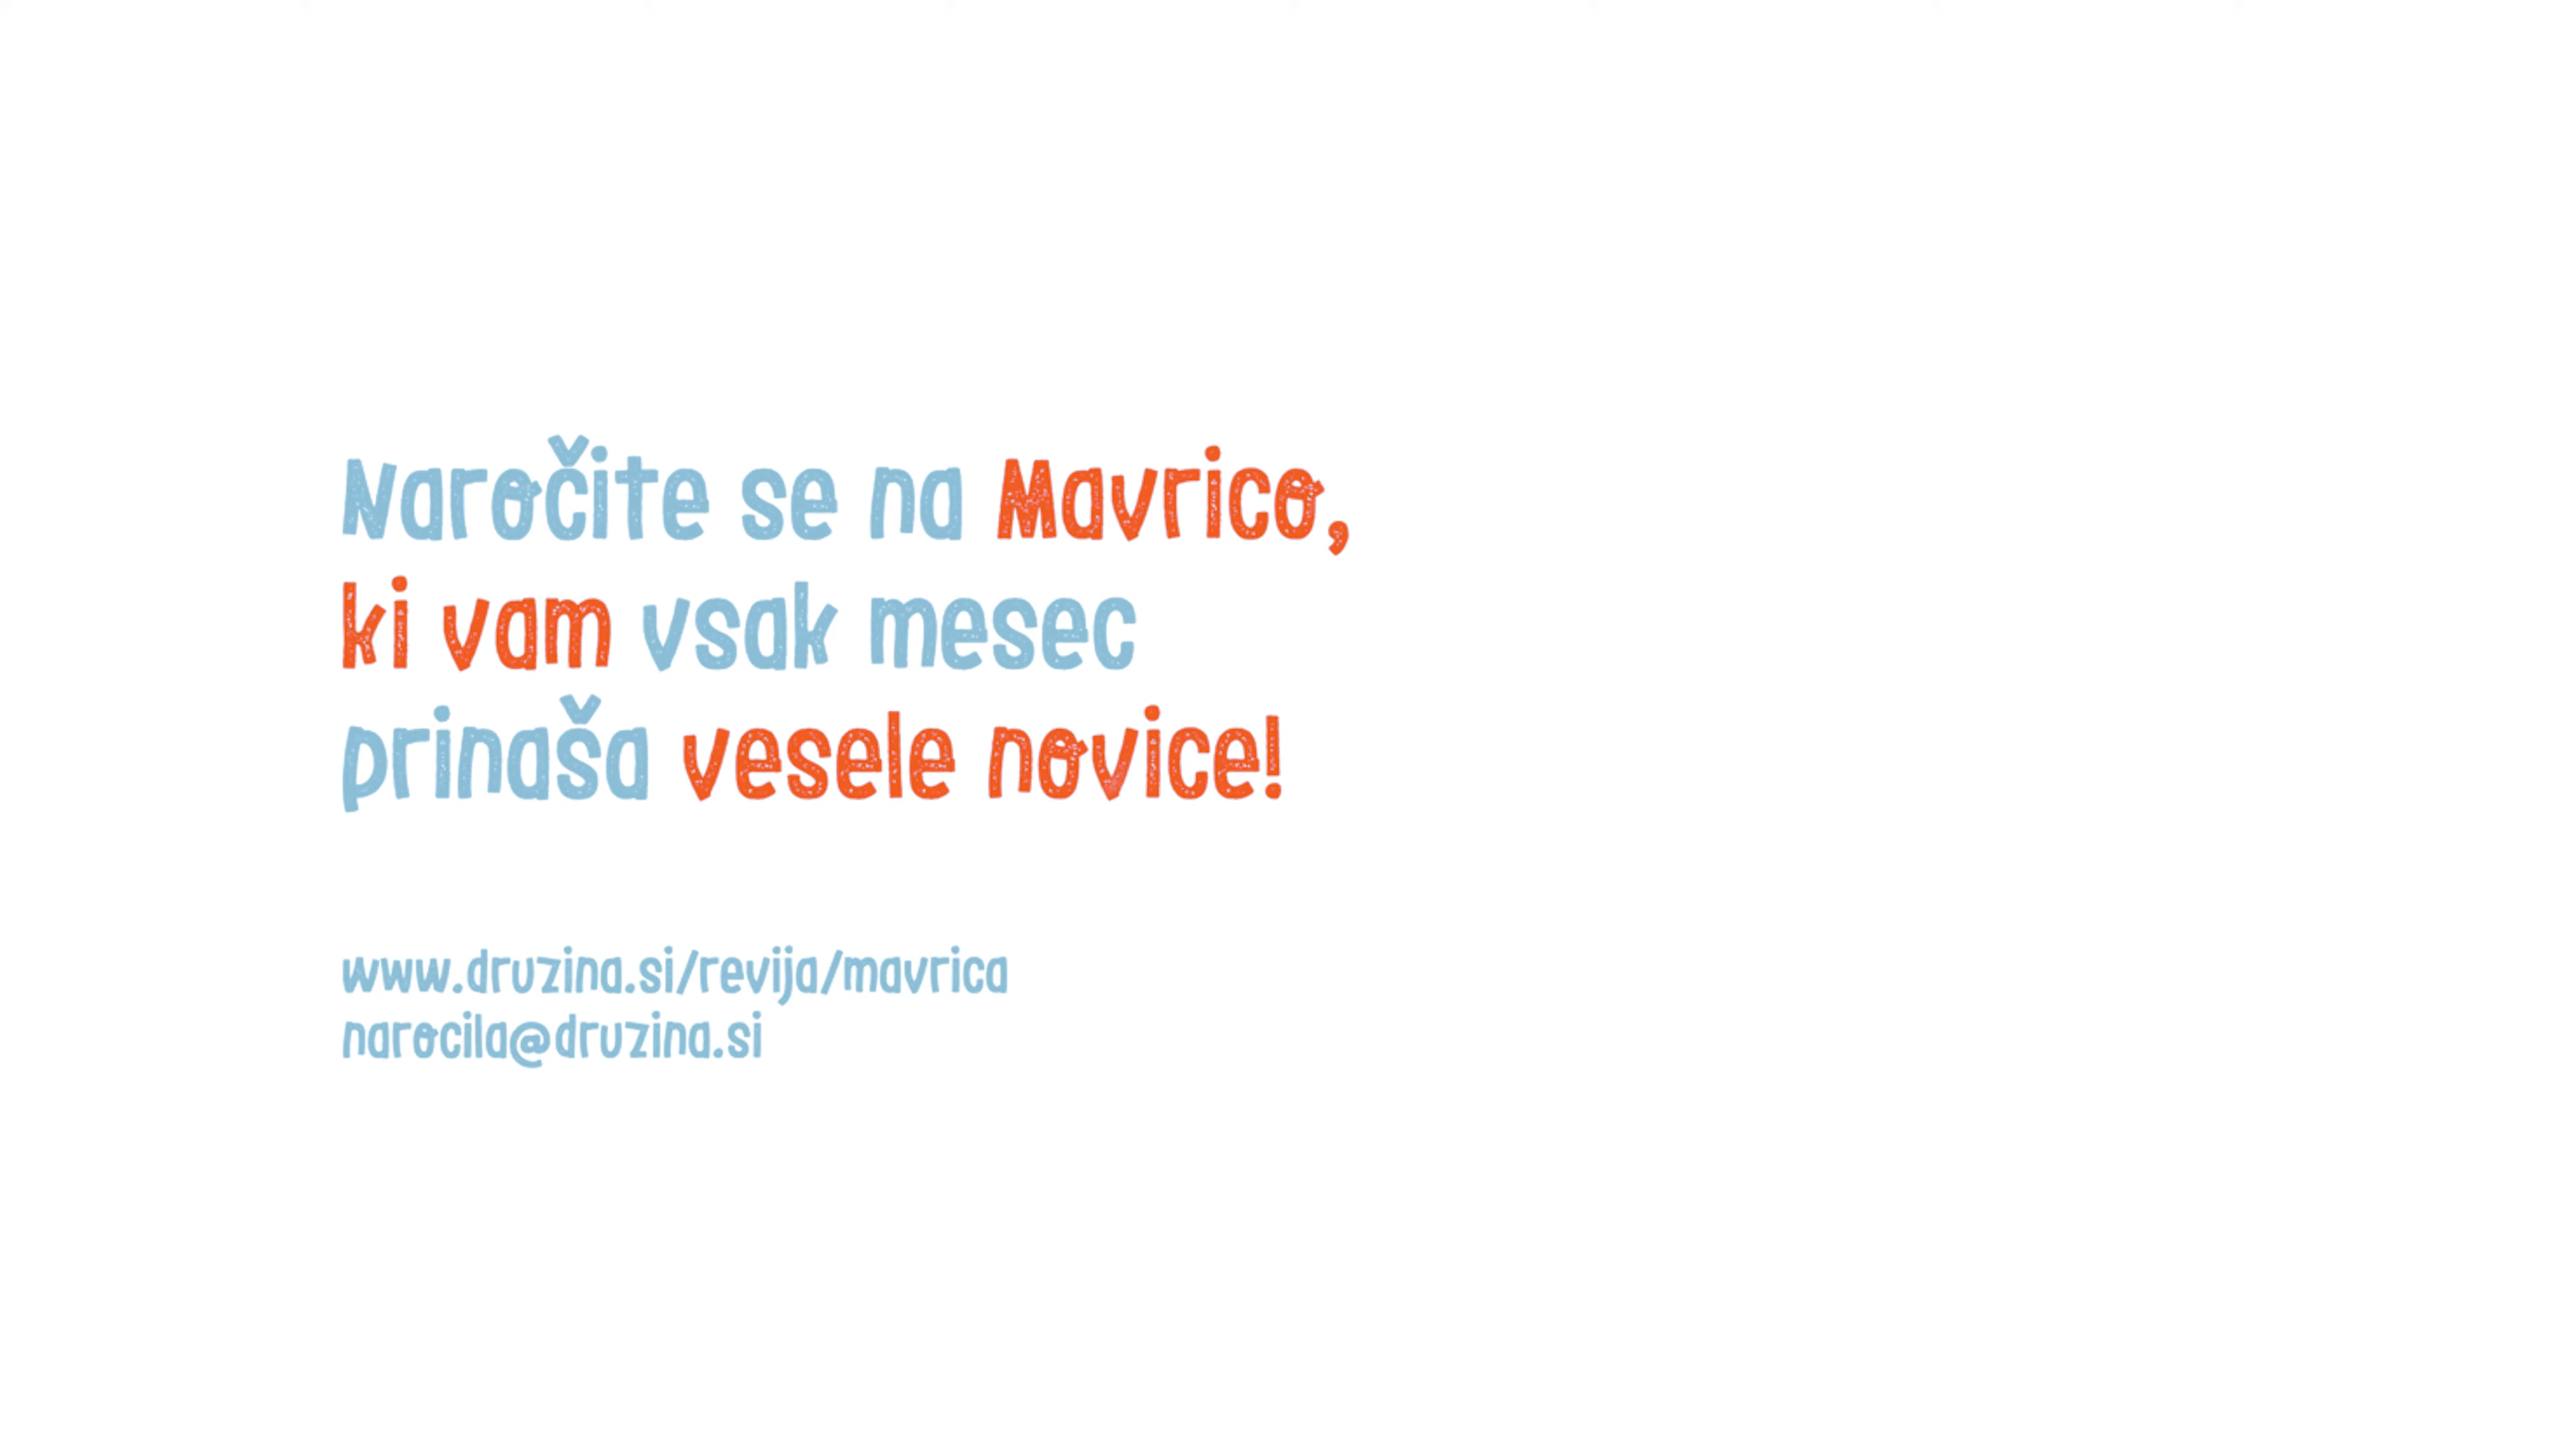 Naročite se na Mavrico,
ki vam vsak mesec
prinaša vesele novice!
www.druzina.si/revija/mavrica
narocila@druzina.si